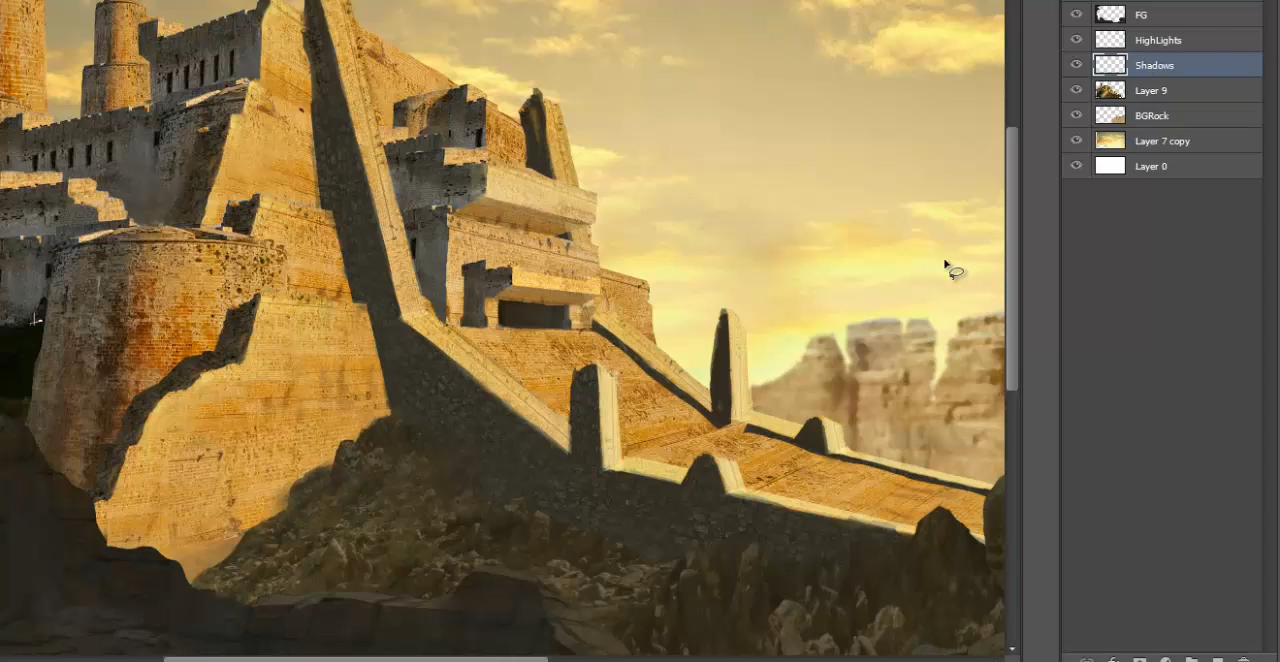 FG
HighLights
Shadows
Layer 9
BGRock
Layer 7 copy
Layer 0